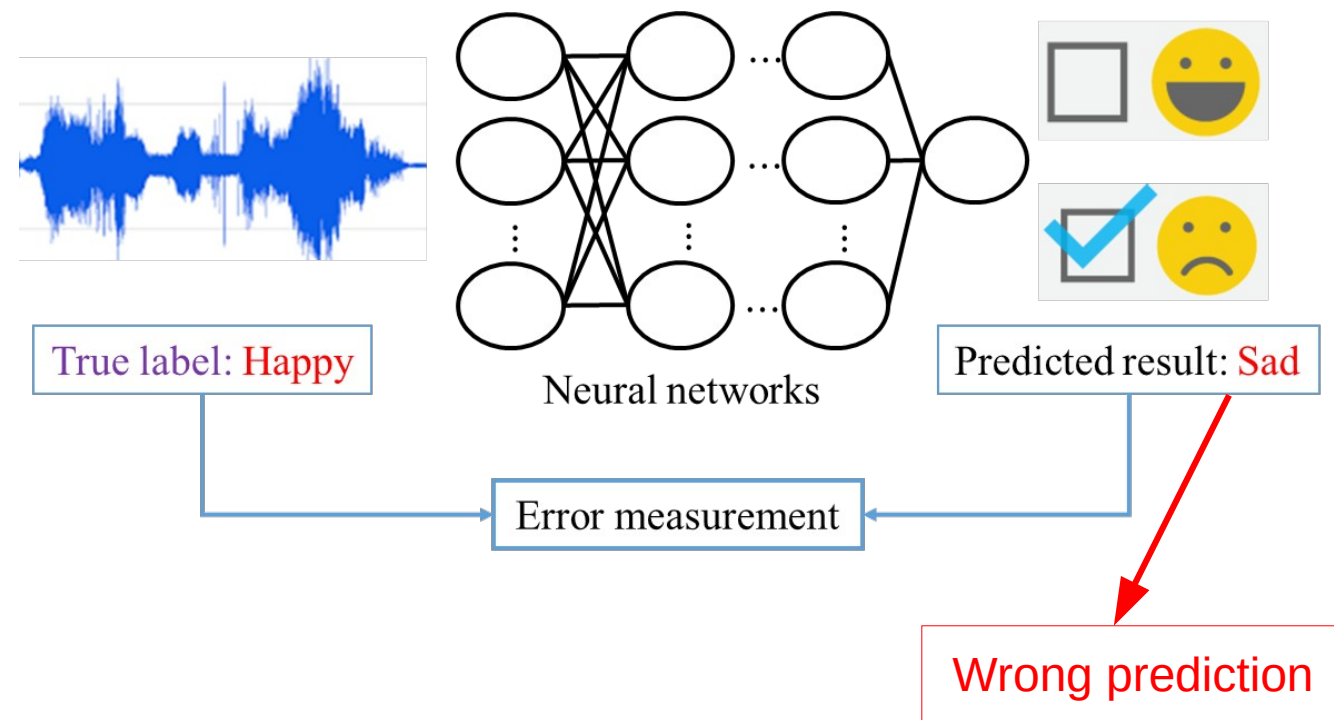 True label: Happy
Neural networks
Predicted result: Sad
Error measurement
Wrong prediction